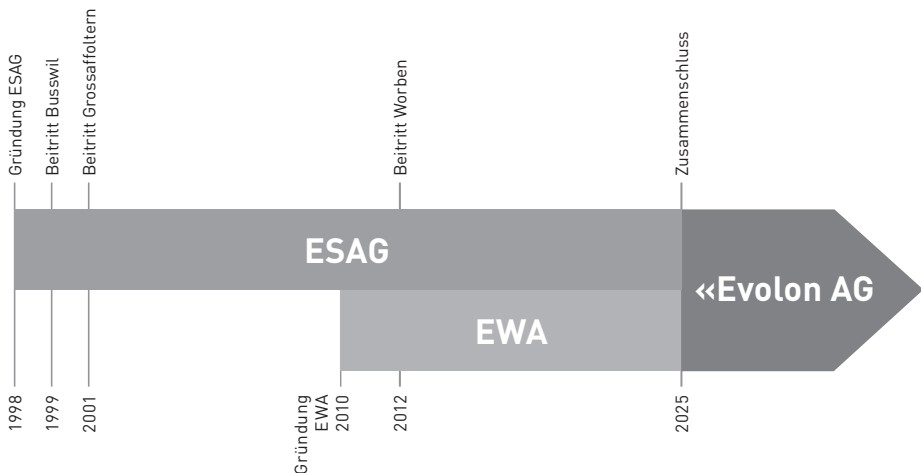 Gründung ESAG
Beitritt Busswil
Beitritt Grossaffoltern
Beitritt Worben
Zusammenschluss
ESAG
«Evolon AG
EWA
1998
1999
2001
Gründung
EWA
2010
2012
2025